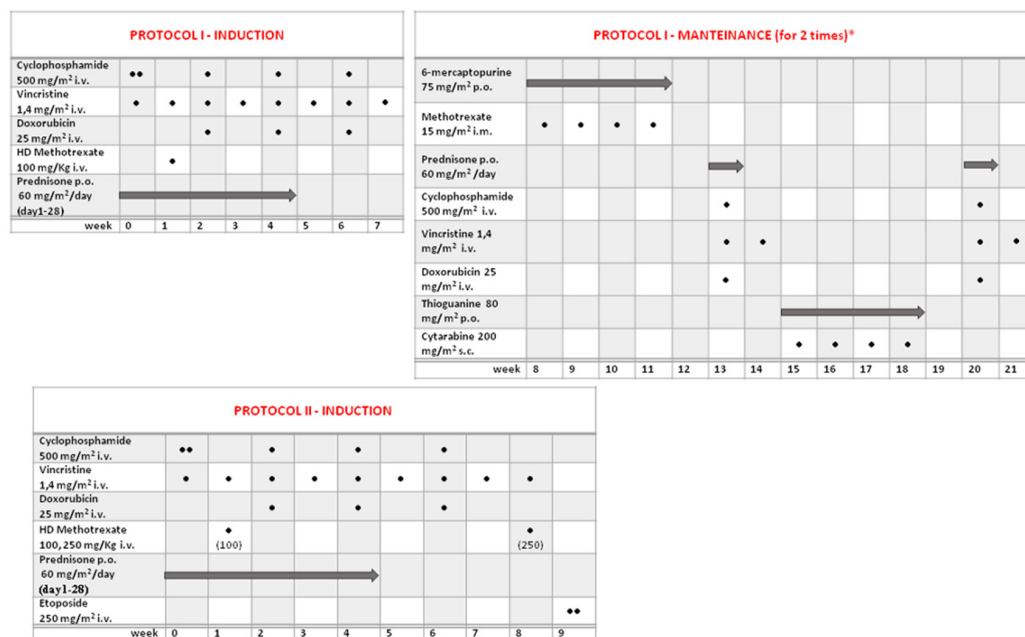 PROTOCOL I - INDUCTION
Cyclophosphamide
500 mg/m² i.v.
Vincristine
1,4 mg/m² i.v.
Doxorubicin
25 mg/m² i.v.
HD Methotrexate
100 mg/Kg i.v.
Prednisone p.o.
60 mg/m²/day
(day1-28)
week 0 1 2 3 4 5 6 7
PROTOCOL I - MANTEINANCE (for 2 times)*
6-mercaptopurine
75 mg/m² p.o.
Methotrexate
15 mg/m² i.m.
Prednisone p.o.
60 mg/m² /day
Cyclophosphamide
500 mg/m² i.v.
Vincristine 1,4
mg/m² i.v.
Doxorubicin 25
mg/m² i.v.
Thioguanine 80
mg/ m² p.o.
Cytarabine 200
mg/m² s.c.
week 8 9 10 11 12 13 14 15 16 17 18 19 20 21
PROTOCOL II - INDUCTION
Cyclophosphamide
500 mg/m² i.v.
Vincristine
1,4 mg/m² i.v.
Doxorubicin
25 mg/m² i.v.
HD Methotrexate
100, 250 mg/Kg i.v. (100) (250)
Prednisone p.o.
60 mg/m²/day
(day1-28)
Etoposide
250 mg/m² i.v.
week 0 1 2 3 4 5 6 7 8 9